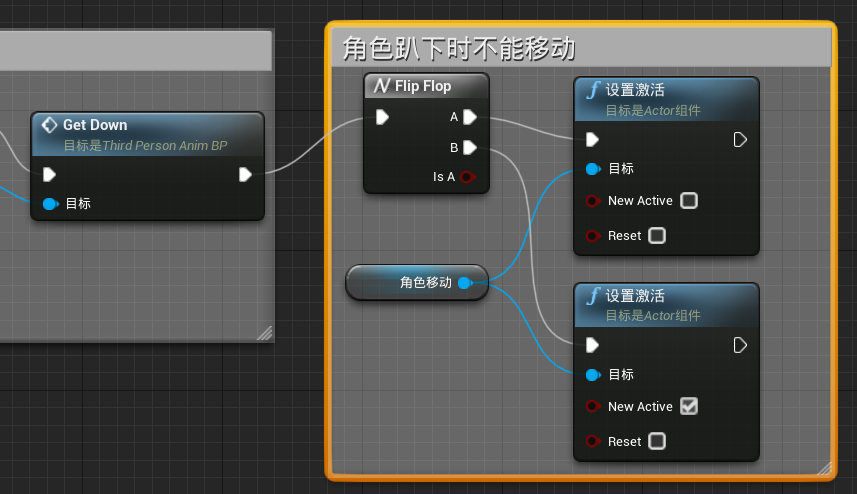 角色趴下时不能移动
Get Down
目标是Third Person Anim BP
目标
Flip Flop
A
B
Is A
角色移动
设置激活
目标是Actor组件
目标
New Active
Reset
设置激活
目标是Actor组件
目标
New Active
Reset